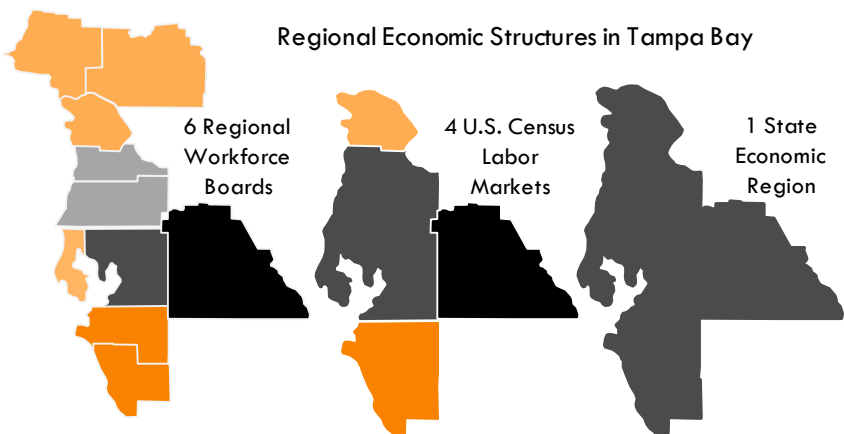 Regional Economic Structures in Tampa Bay
6 Regional
Workforce
Boards
4 U.S. Census
Labor
Markets
1 State
Economic
Region